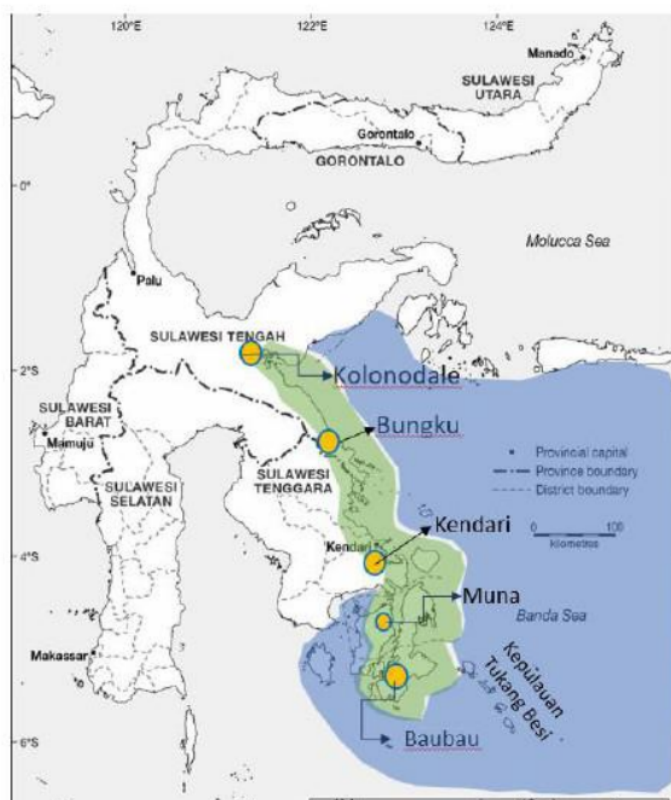 120°E
122°E
124°E
Manado
SULAWESI
UTARA
Gorontalo
GORONTALO
0°
Molucca Sea
Palu
SULAWESI TENGAH
2°S
Kolonodale
SULAWESI
BARAT
Mamuju
Bungku
Provincial capital
Province boundary
District boundary
SULAWESI
SELATAN
SULAWESI
TENGGARA
Kendari
0 100
kilometres
Kendari
4°S
Muna
Banda Sea
Makassar
Kepulauan
Tukang Besi
Baubau
6°S